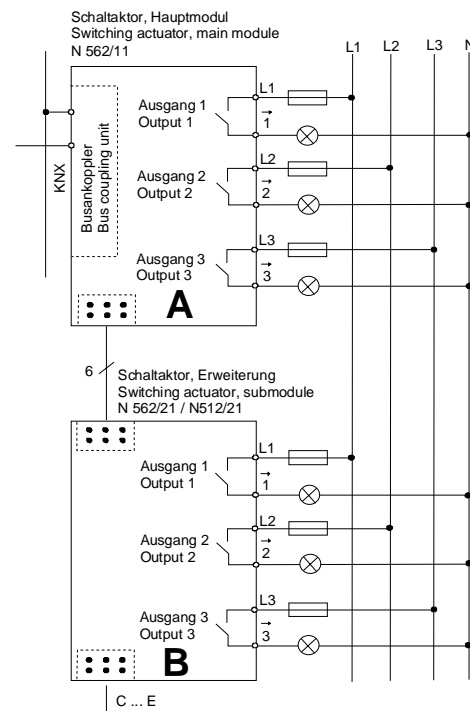 Schaltaktor, Hauptmodul
Switching actuator, main module
N 562/11
L1
L2
L3
N
KNX
Busankoppler
Bus coupling unit
Ausgang 1
Output 1
L1
1
Ausgang 2
Output 2
L2
2
Ausgang 3
Output 3
L3
3
A
6
Schaltaktor, Erweiterung
Switching actuator, submodule
N 562/21 / N512/21
Ausgang 1
Output 1
L1
1
Ausgang 2
Output 2
L2
2
Ausgang 3
Output 3
L3
3
B
C ... E